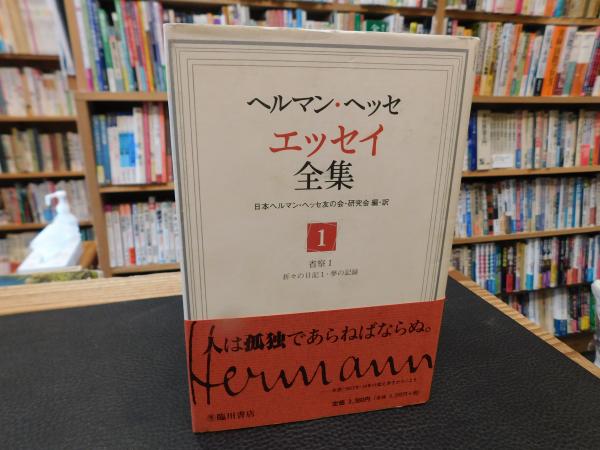 ヘルマン・ヘッセ
エッセイ
全集
日本ヘルマン・ヘッセ友の会・研究会 編・訳
1
省察 1
折々の日記 1・夢の記録
人は孤独であらねばならぬ。
Hermann
臨川書店